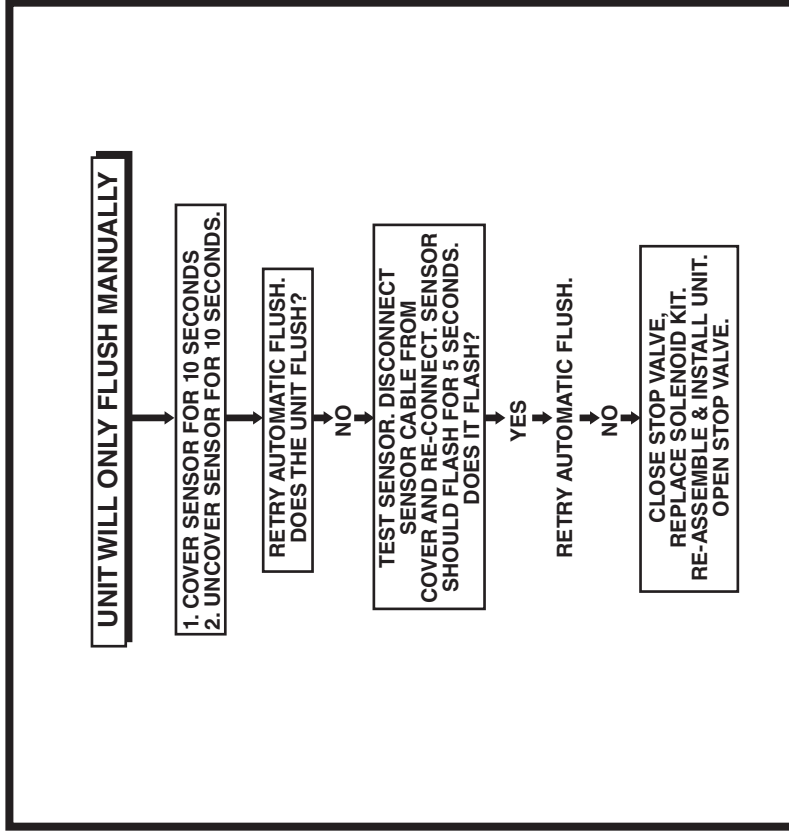 UNIT WILL ONLY FLUSH MANUALLY
1. COVER SENSOR FOR 10 SECONDS
2. UNCOVER SENSOR FOR 10 SECONDS.
RETRY AUTOMATIC FLUSH.
DOES THE UNIT FLUSH?
NO
TEST SENSOR. DISCONNECT
SENSOR CABLE FROM
COVER AND RE-CONNECT. SENSOR
SHOULD FLASH FOR 5 SECONDS.
DOES IT FLASH?
YES
RETRY AUTOMATIC FLUSH.
NO
CLOSE STOP VALVE,
REPLACE SOLENOID KIT.
RE-ASSEMBLE & INSTALL UNIT.
OPEN STOP VALVE.